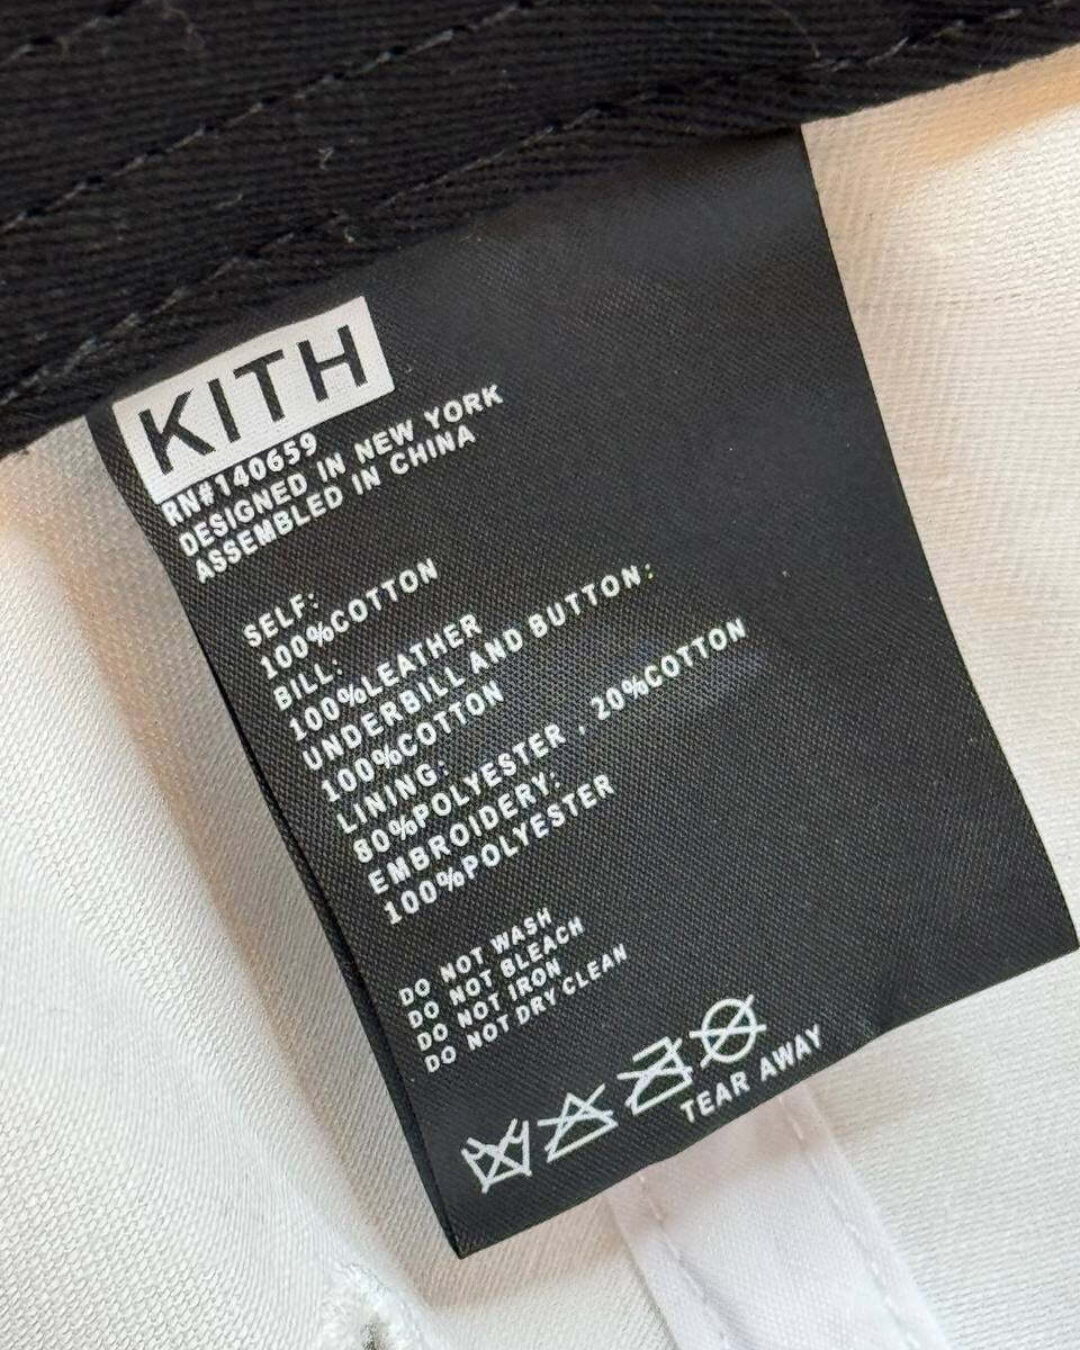 KITH
RN#140659
DESIGNED IN NEW YORK
ASSEMBLED IN CHINA
SELF:
100%COTTON
BILL:
100%LEATHER
UNDERBILL AND BUTTON:
100%COTTON
LINING:
80%POLYESTER , 20%COTTON
EMBROIDERY:
100%POLYESTER
DO NOT WASH
DO NOT BLEACH
DO NOT IRON
DO NOT DRY CLEAN
TEAR AWAY